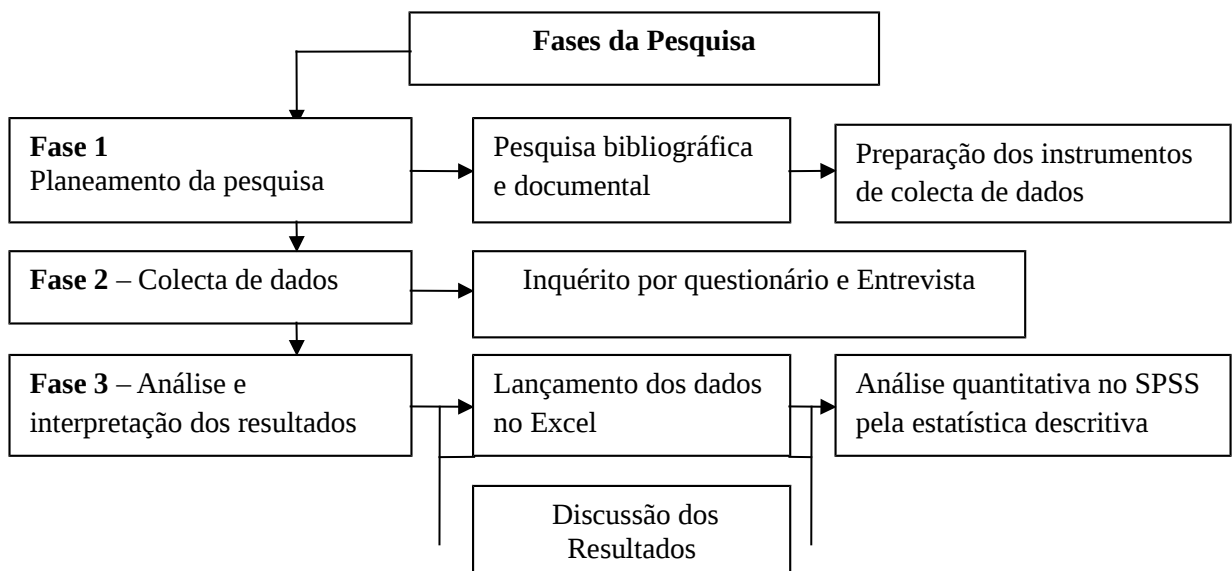 Fases da Pesquisa
Fase 1
Planeamento da pesquisa
Pesquisa bibliográfica
e documental
Preparação dos instrumentos
de colecta de dados
Fase 2 – Colecta de dados
Inquérito por questionário e Entrevista
Fase 3 – Análise e
interpretação dos resultados
Lançamento dos dados
no Excel
Análise quantitativa no SPSS
pela estatística descritiva
Discussão dos
Resultados